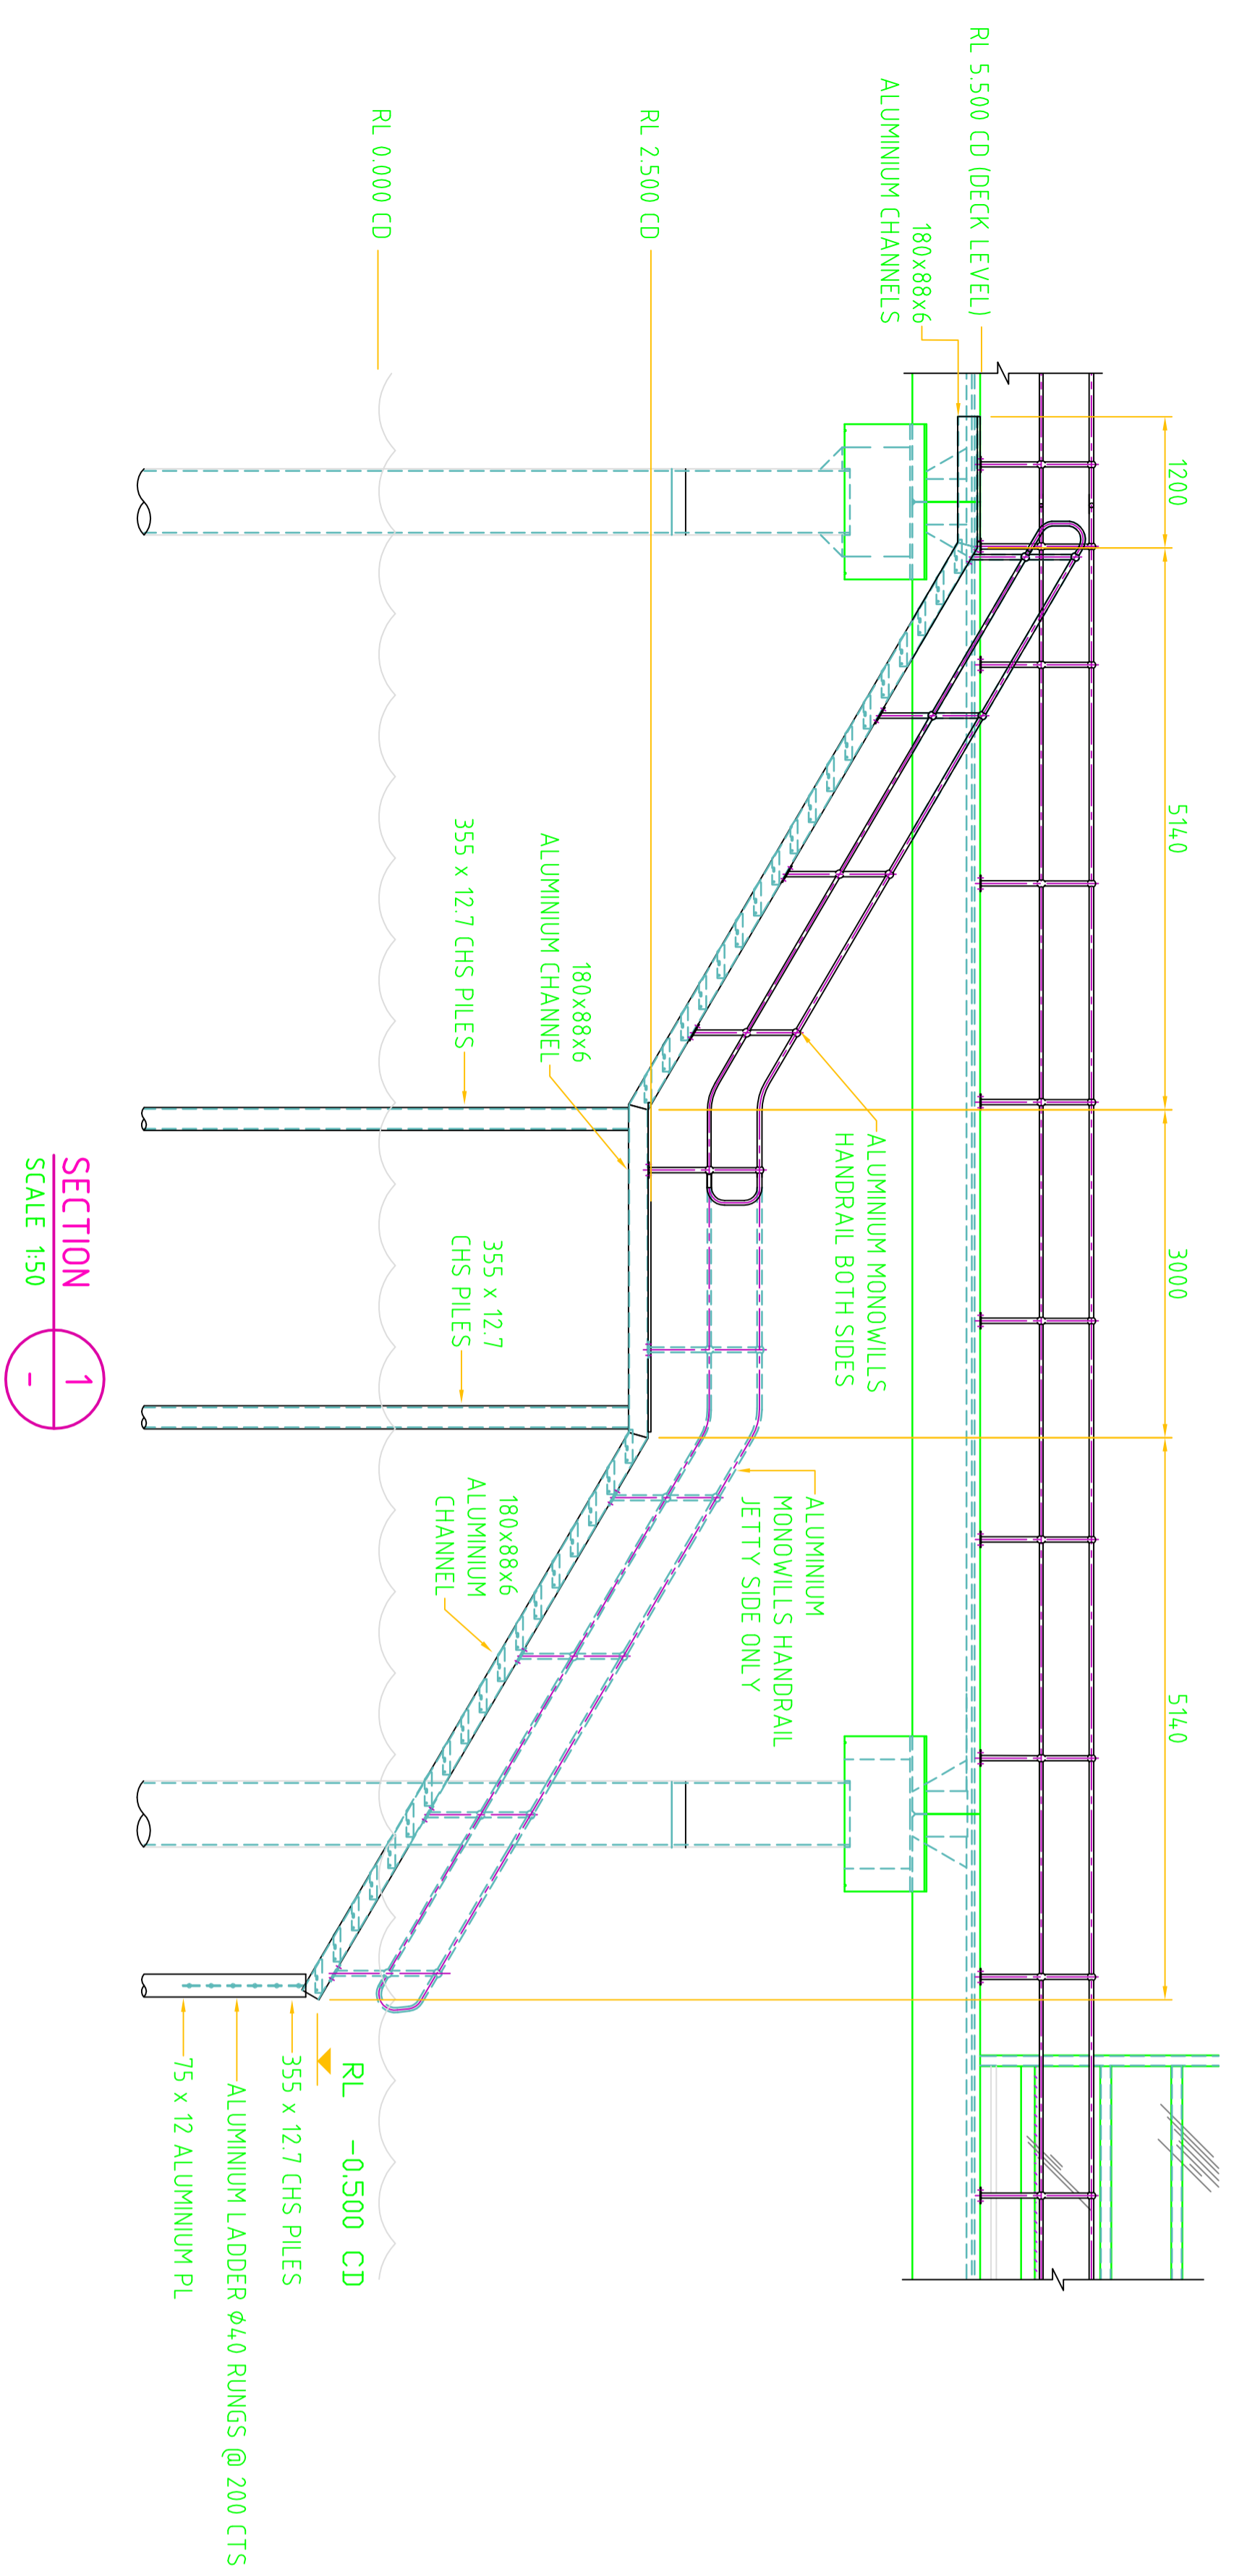 1200
5140
3000
5140
RL 5.500 CD (DECK LEVEL)
180x88x6
ALUMINIUM CHANNELS
RL 2.500 CD
RL 0.000 CD
ALUMINIUM MONOWILLS
HANDRAIL BOTH SIDES
ALUMINIUM
MONOWILLS HANDRAIL
JETTY SIDE ONLY
180x88x6
ALUMINIUM CHANNEL
355 x 12.7 CHS PILES
355 x 12.7
CHS PILES
180x88x6
ALUMINIUM
CHANNEL
RL -0.500 CD
355 x 12.7 CHS PILES
ALUMINIUM LADDER Ø40 RUNGS @ 200 CTS
75 x 12 ALUMINIUM PL
SECTION
SCALE 1:50
1
-